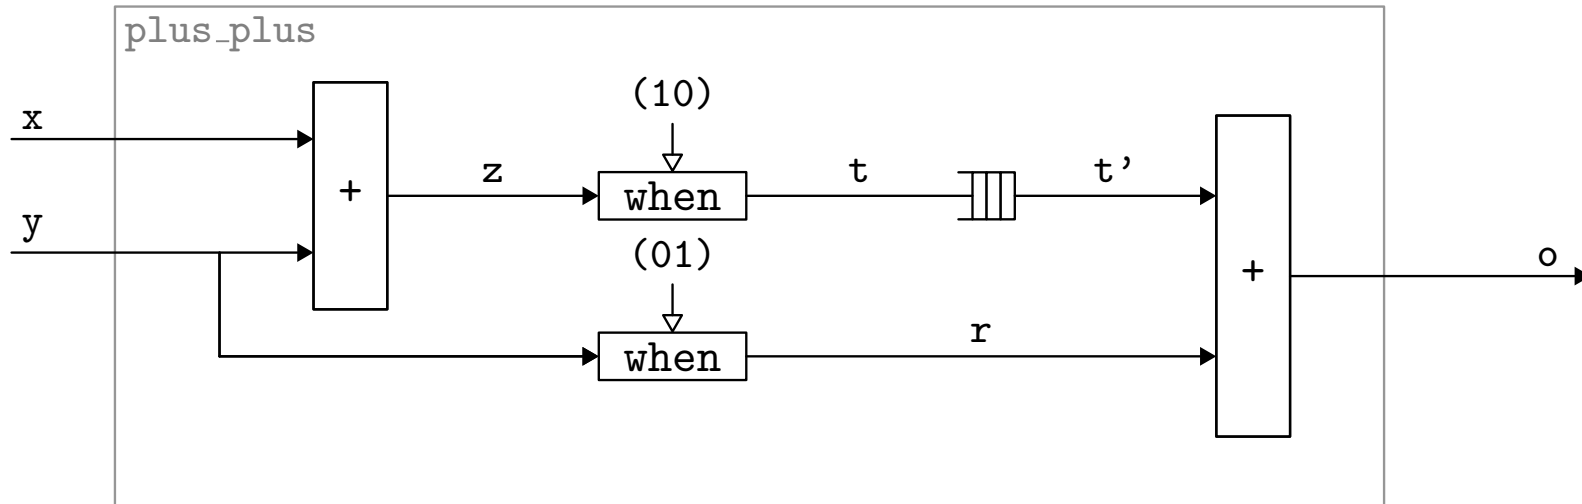 plus_plus
x
y
+
z
(10)
when
(01)
when
t
t'
r
+
o